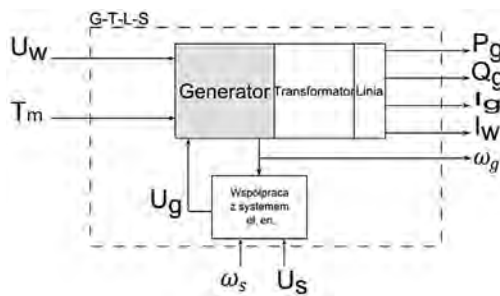 G-T-L-S
U_w
T_m
Generator
Transformator
Linia
P_g
Q_g
I_g
I_w
ω_g
U_g
Współpraca
z systemem
el. en.
ω_s
U_s